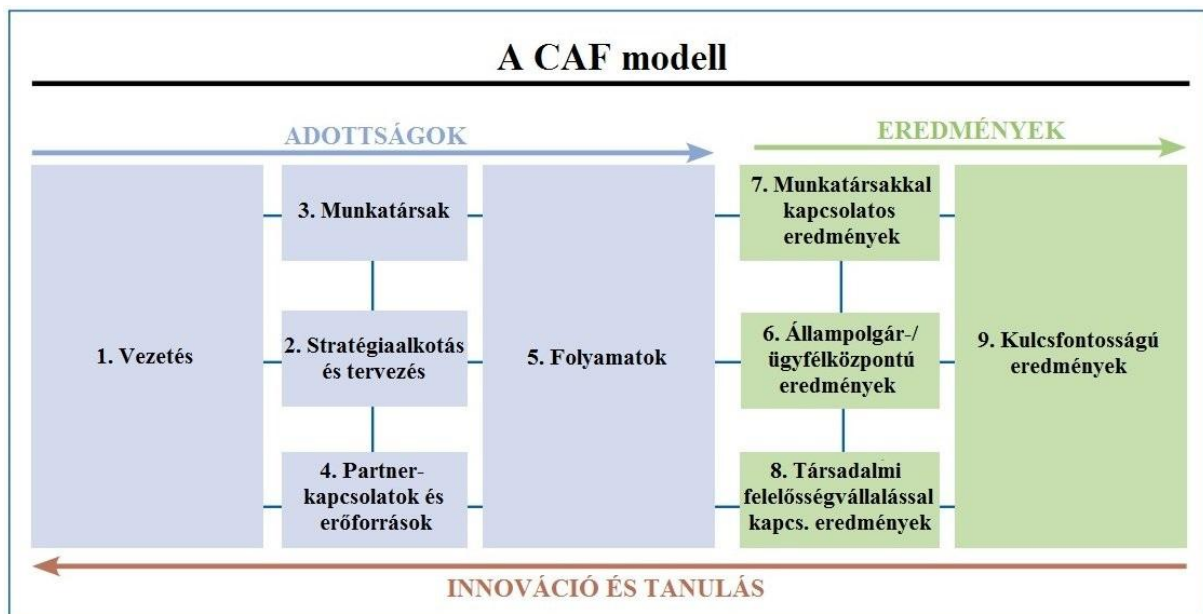 A CAF modell
ADOTTSÁGOK
EREDMÉNYEK
1. Vezetés
3. Munkatársak
2. Stratégiaalkotás
és tervezés
4. Partner-
kapcsolatok és
erőforrások
5. Folyamatok
7. Munkatársakkal
kapcsolatos
eredmények
6. Állampolgár-/
ügyfélközpontú
eredmények
8. Társadalmi
felelősségvállalással
kapcs. eredmények
9. Kulcsfontosságú
eredmények
INNOVÁCIÓ ÉS TANULÁS